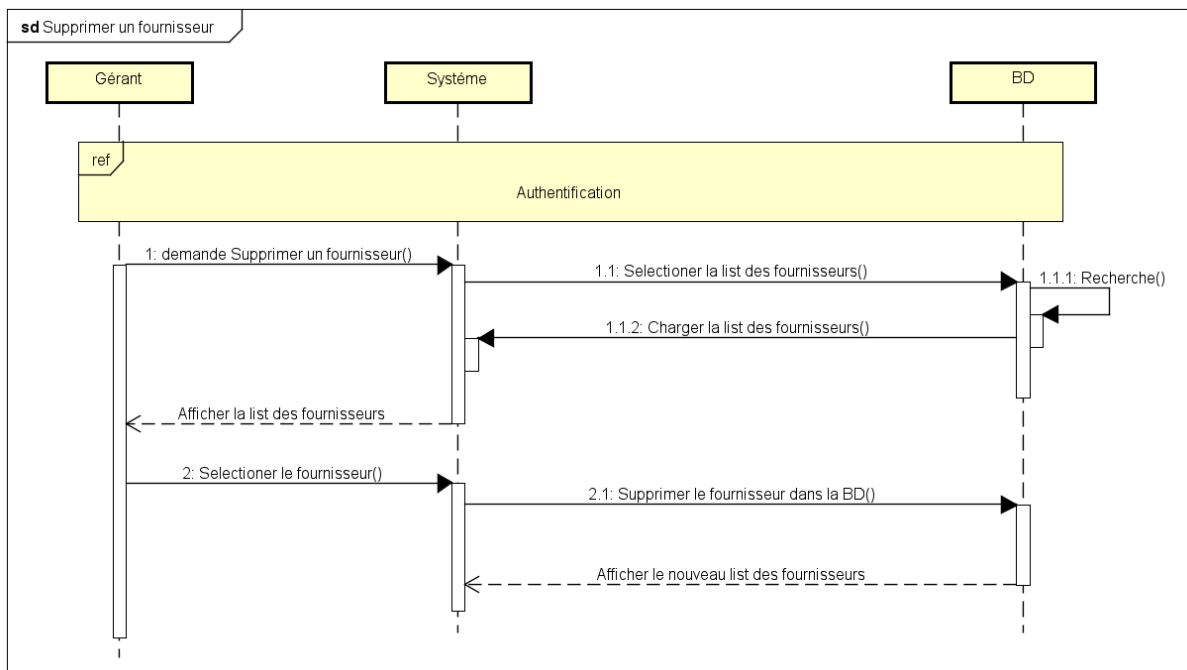 sd Supprimer un fournisseur
Gérant
Systéme
BD
ref
Authentification
1: demande Supprimer un fournisseur()
1.1: Selectioner la list des fournisseurs()
1.1.1: Recherche()
1.1.2: Charger la list des fournisseurs()
Afficher la list des fournisseurs
2: Selectioner le fournisseur()
2.1: Supprimer le fournisseur dans la BD()
Afficher le nouveau list des fournisseurs